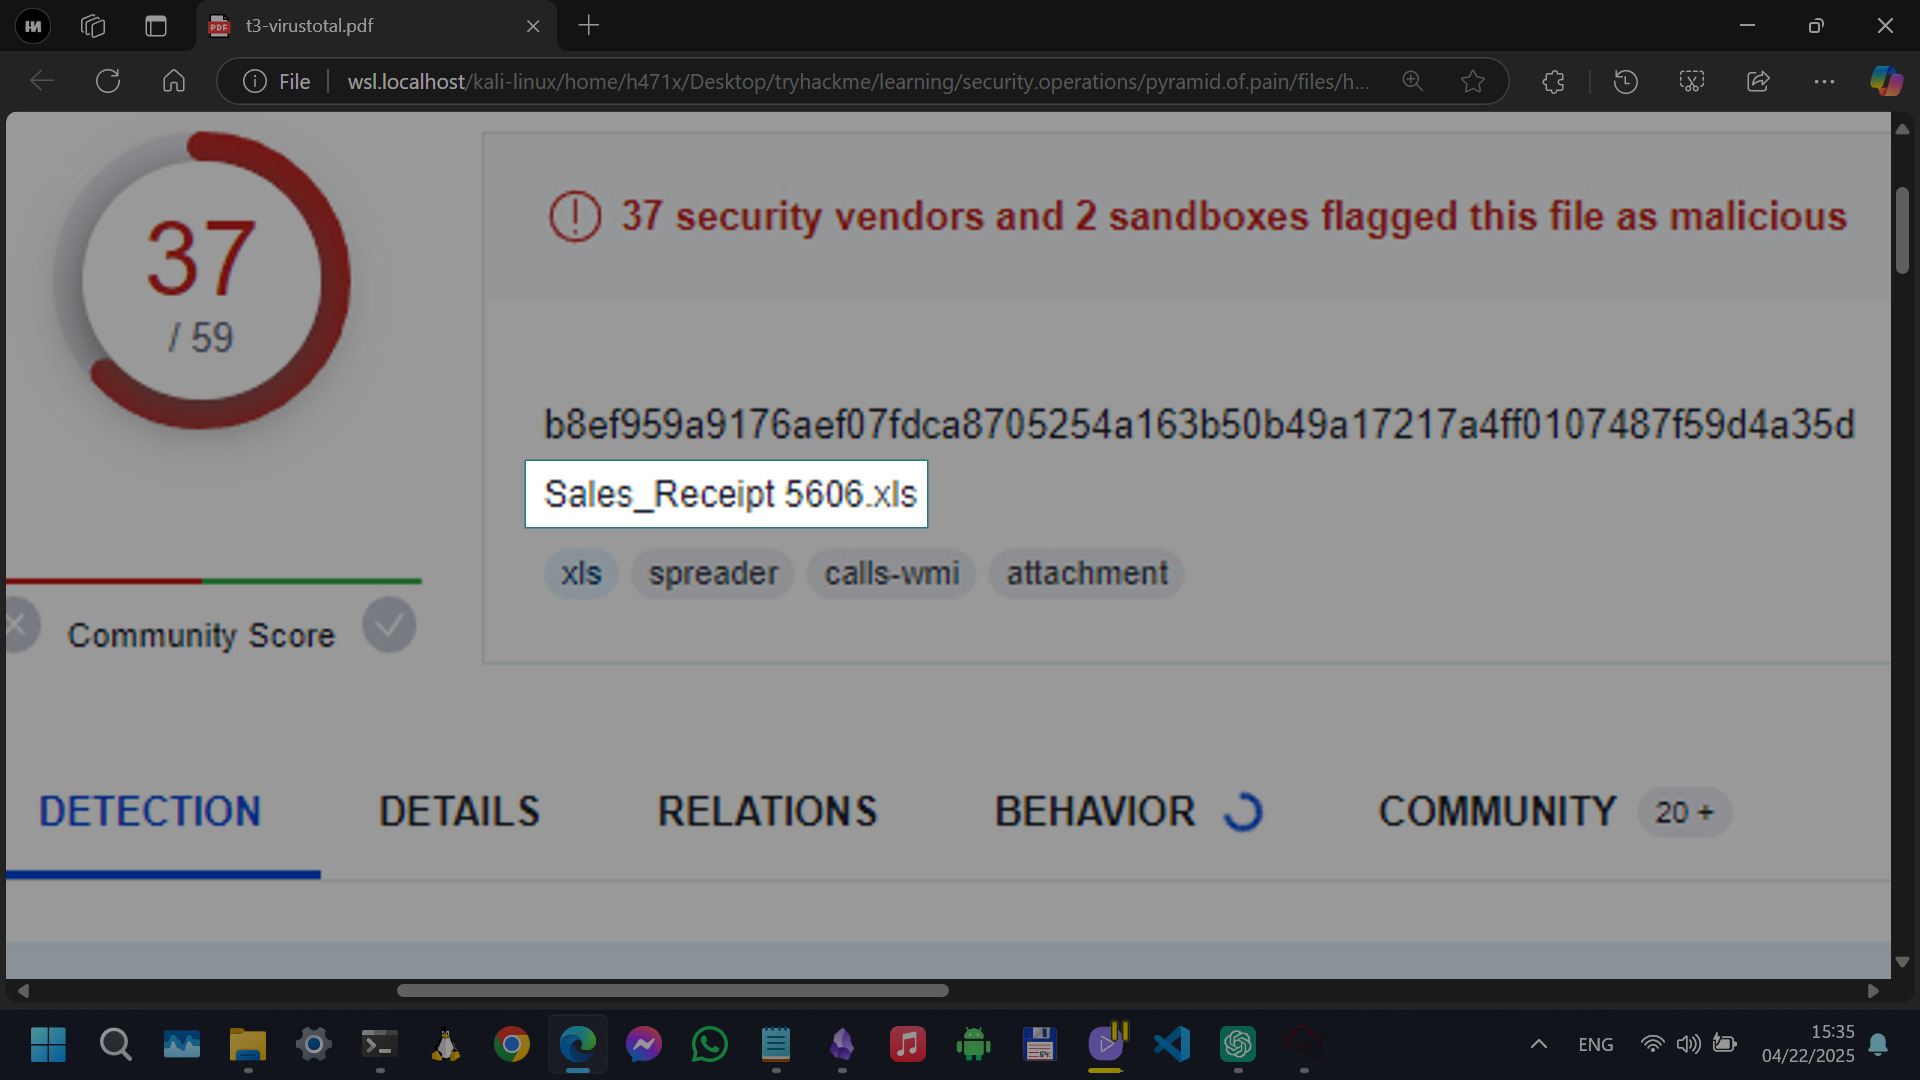 t3-virustotal.pdf
File
wsl.localhost/kali-linux/home/h471x/Desktop/tryhackme/learning/security.operations/pyramid.of.pain/files/h...
37
/ 59
37 security vendors and 2 sandboxes flagged this file as malicious
b8ef959a9176aef07fdca8705254a163b50b49a17217a4ff0107487f59d4a35d
Sales_Receipt 5606.xls
xls spreader calls-wmi attachment
Community Score
DETECTION DETAILS RELATIONS BEHAVIOR COMMUNITY 20 +
ENG
15:35
04/22/2025